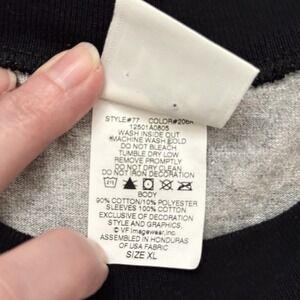 STYLE#77 COLOR#206A
12501A0805
WASH INSIDE OUT
MACHINE WASH COLD
DO NOT BLEACH
TUMBLE DRY LOW
REMOVE PROMPTLY
DO NOT DRY CLEAN
DO NOT IRON DECORATION
BODY
90% COTTON/10% POLYESTER
SLEEVES 100% COTTON
EXCLUSIVE OF DECORATION
STYLE AND GRAPHICS,
© VF Imagewear, Inc.
ASSEMBLED IN HONDURAS
OF USA FABRIC
SIZE XL